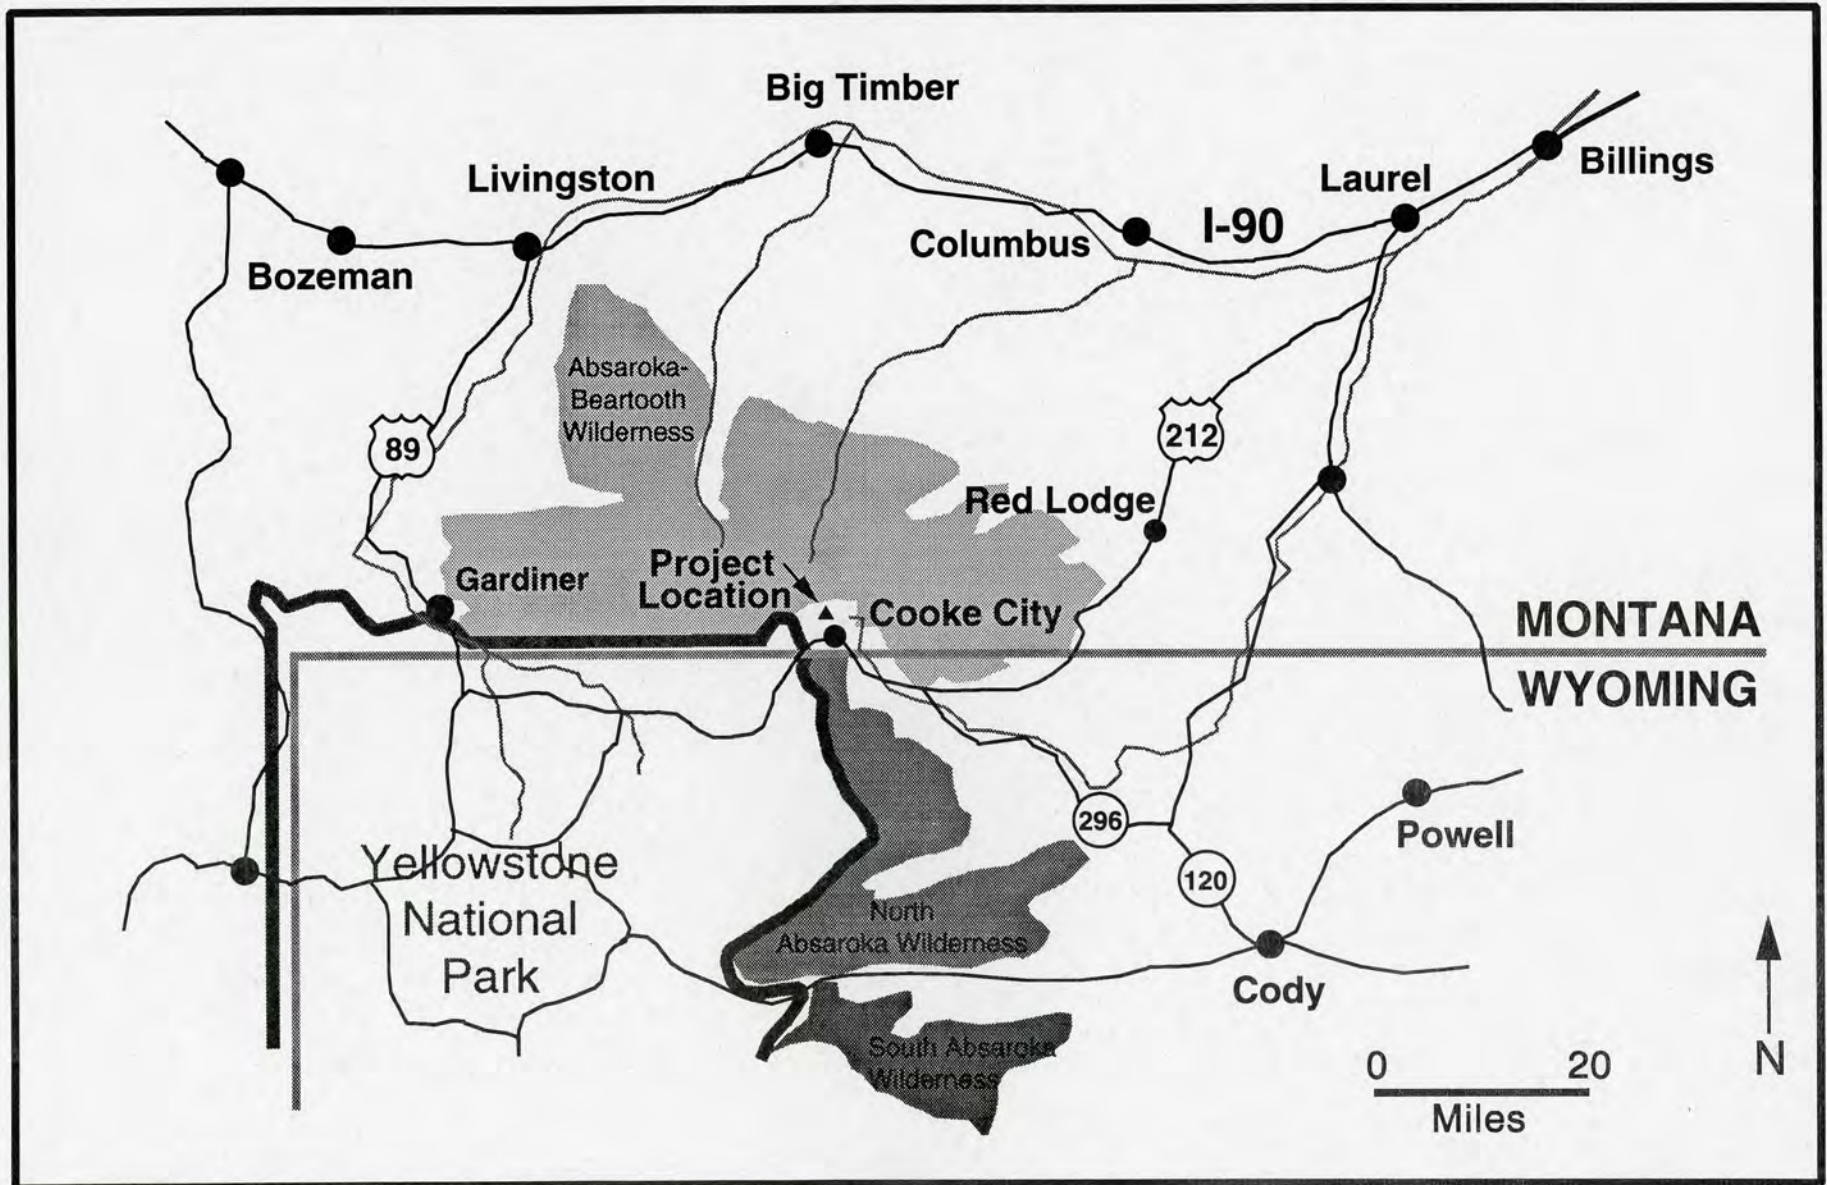 Big Timber
Livingston
Laurel
Billings
Columbus
I-90
Bozeman
Absaroka-
Beartooth
Wilderness
89
212
Red Lodge
Project
Location
Gardiner
Cooke City
MONTANA
WYOMING
296
Powell
Yellowstone
National
Park
120
North
Absaroka Wilderness
Cody
South Absaroka
Wilderness
0 20
Miles
N